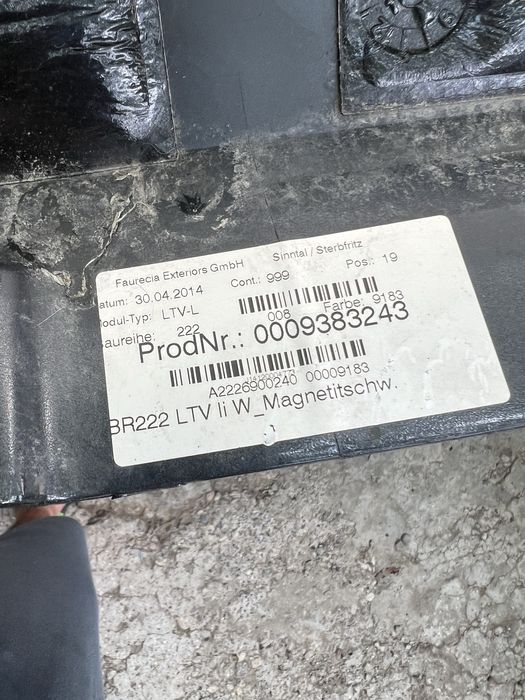 Faurecia Exteriors GmbH Sinntal / Sterbfritz
atum: 30.04.2014 Cont.: 999 Pos.: 19
odul-Typ: LTV-L 008 Farbe: 9183
aureihe: 222
ProdNr.: 0009383243
A2226900240 00009183
BR222 LTV li W_Magnetitschw.